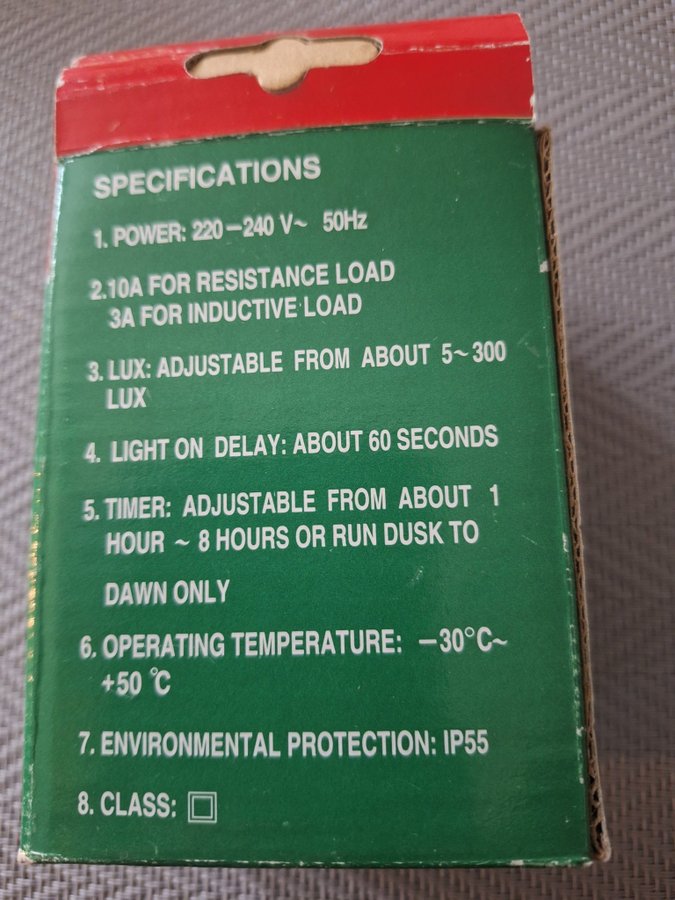 SPECIFICATIONS
1. POWER: 220-240 V~ 50Hz
2.10A FOR RESISTANCE LOAD
3A FOR INDUCTIVE LOAD
3. LUX: ADJUSTABLE FROM ABOUT 5~300
LUX
4. LIGHT ON DELAY: ABOUT 60 SECONDS
5. TIMER: ADJUSTABLE FROM ABOUT 1
HOUR ~ 8 HOURS OR RUN DUSK TO
DAWN ONLY
6. OPERATING TEMPERATURE: -30°C~
+50 °C
7. ENVIRONMENTAL PROTECTION: IP55
8. CLASS: